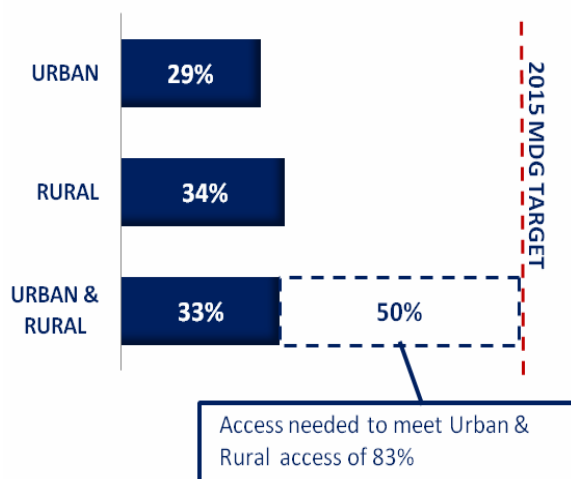 URBAN
29%
2015 MDG TARGET
RURAL
34%
URBAN &
RURAL
33%
50%
Access needed to meet Urban &
Rural access of 83%